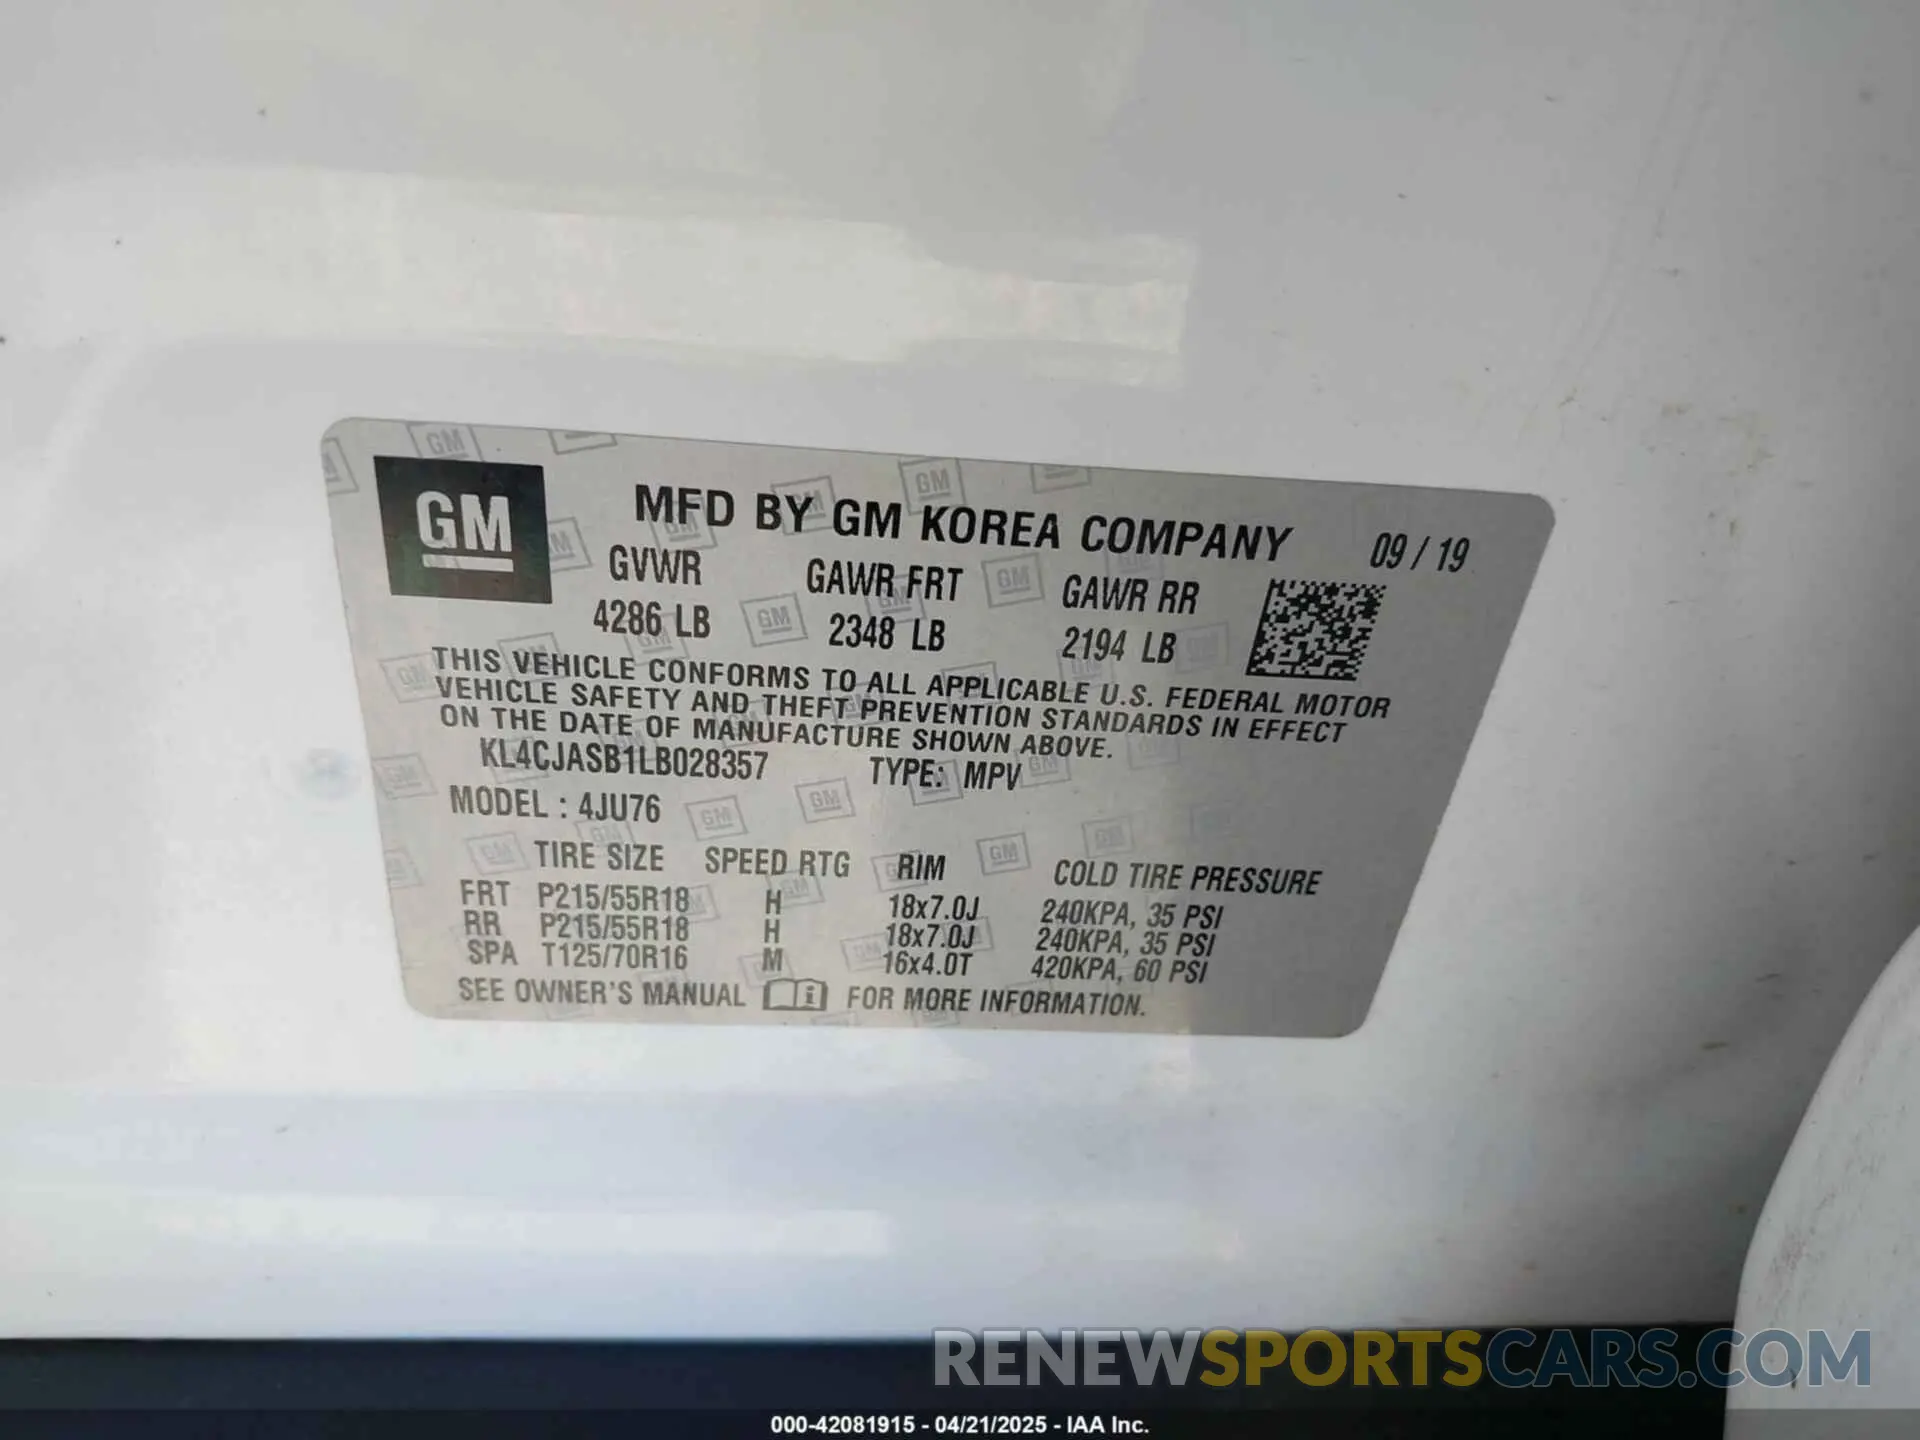 GM
MFD BY GM KOREA COMPANY 09 / 19
GVWR GAWR FRT GAWR RR
4286 LB 2348 LB 2194 LB
THIS VEHICLE CONFORMS TO ALL APPLICABLE U.S. FEDERAL MOTOR
VEHICLE SAFETY AND THEFT PREVENTION STANDARDS IN EFFECT
ON THE DATE OF MANUFACTURE SHOWN ABOVE.
KL4CJASB1LB028357 TYPE: MPV
MODEL : 4JU76
TIRE SIZE SPEED RTG RIM COLD TIRE PRESSURE
FRT P215/55R18 H 18x7.0J 240KPA, 35 PSI
RR P215/55R18 H 18x7.0J 240KPA, 35 PSI
SPA T125/70R16 M 16x4.0T 420KPA, 60 PSI
SEE OWNER'S MANUAL FOR MORE INFORMATION.
RENEWSPORTSCARS.COM
000-42081915 - 04/21/2025 - IAA Inc.